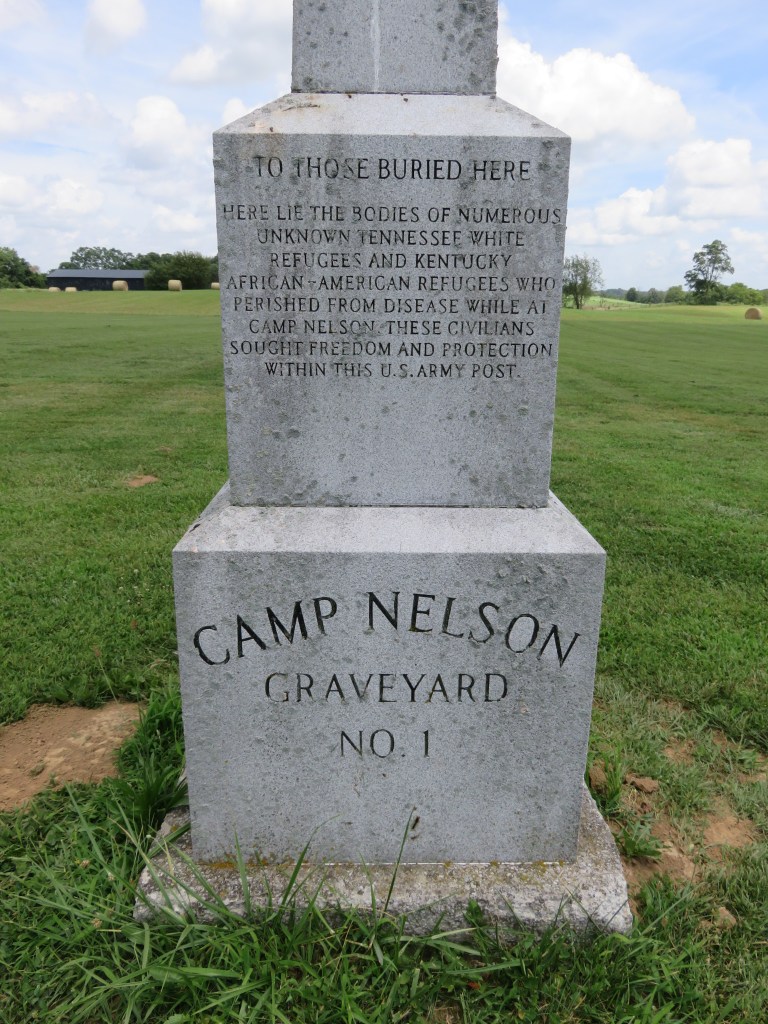 TO THOSE BURIED HERE
HERE LIE THE BODIES OF NUMEROUS
UNKNOWN TENNESSEE WHITE
REFUGEES AND KENTUCKY
AFRICAN-AMERICAN REFUGEES WHO
PERISHED FROM DISEASE WHILE AT
CAMP NELSON. THESE CIVILIANS
SOUGHT FREEDOM AND PROTECTION
WITHIN THIS U.S. ARMY POST.
CAMP NELSON
GRAVEYARD
NO. 1